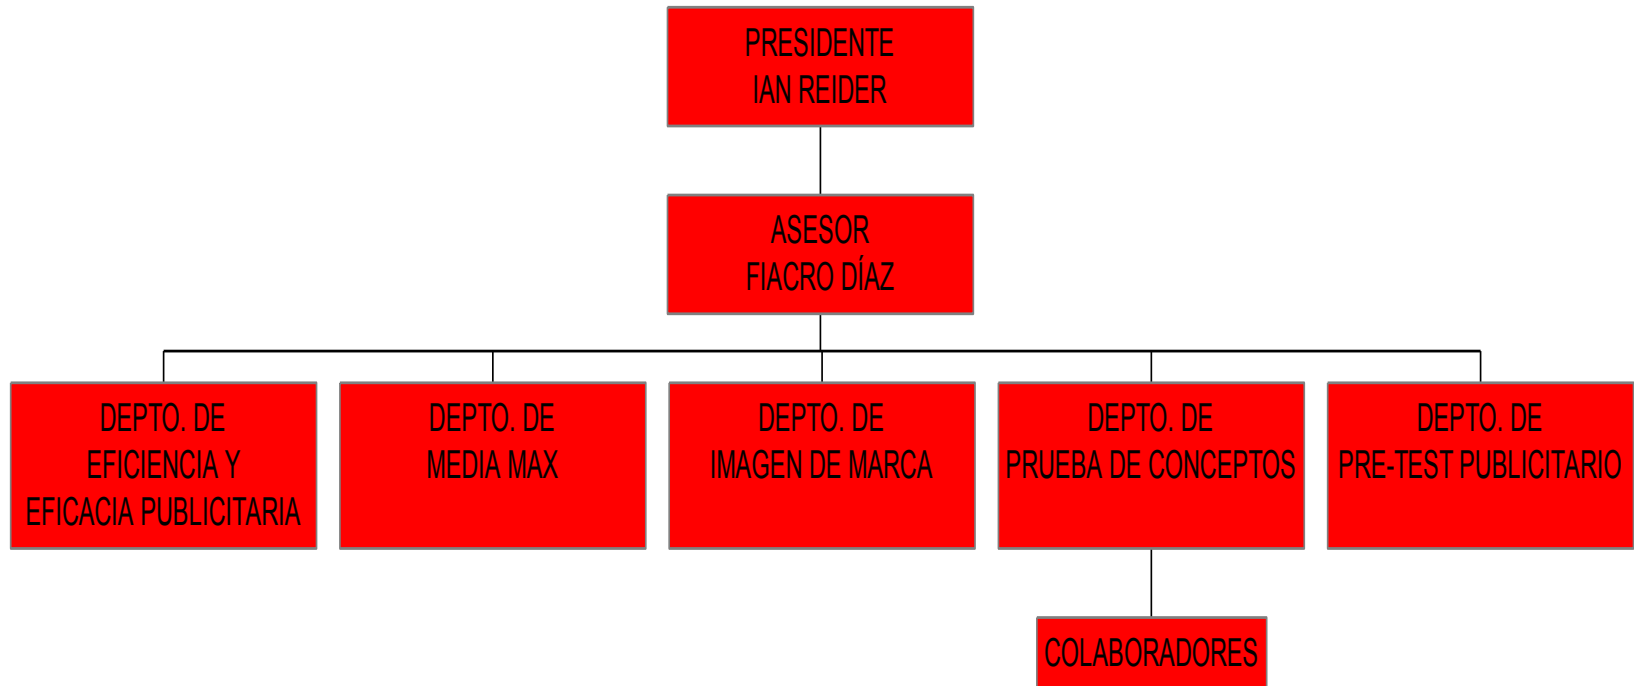 PRESIDENTE
IAN REIDER
ASESOR
FIACRO DÍAZ
DEPTO. DE
EFICIENCIA Y
EFICACIA PUBLICITARIA
DEPTO. DE
MEDIA MAX
DEPTO. DE
IMAGEN DE MARCA
DEPTO. DE
PRUEBA DE CONCEPTOS
DEPTO. DE
PRE-TEST PUBLICITARIO
COLABORADORES